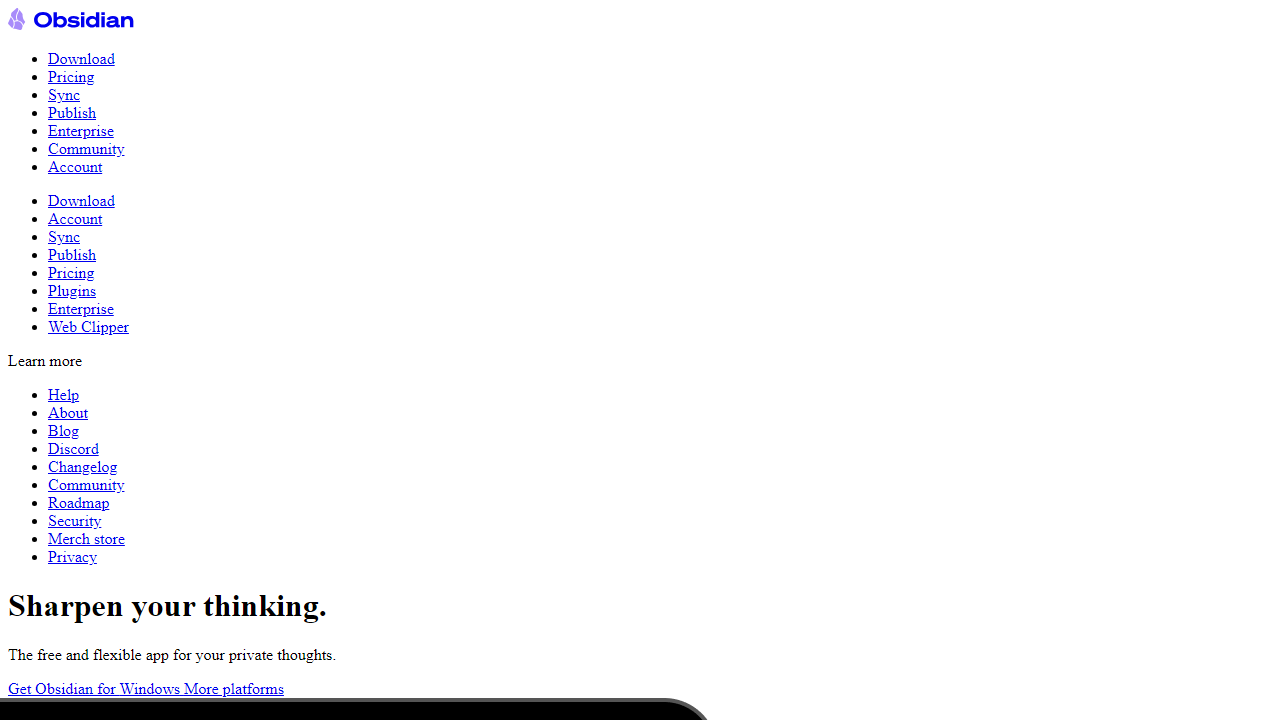 Obsidian
Download
Pricing
Sync
Publish
Enterprise
Community
Account
Download
Account
Sync
Publish
Pricing
Plugins
Enterprise
Web Clipper
Learn more
Help
About
Blog
Discord
Changelog
Community
Roadmap
Security
Merch store
Privacy
Sharpen your thinking.
The free and flexible app for your private thoughts.
Get Obsidian for Windows More platforms